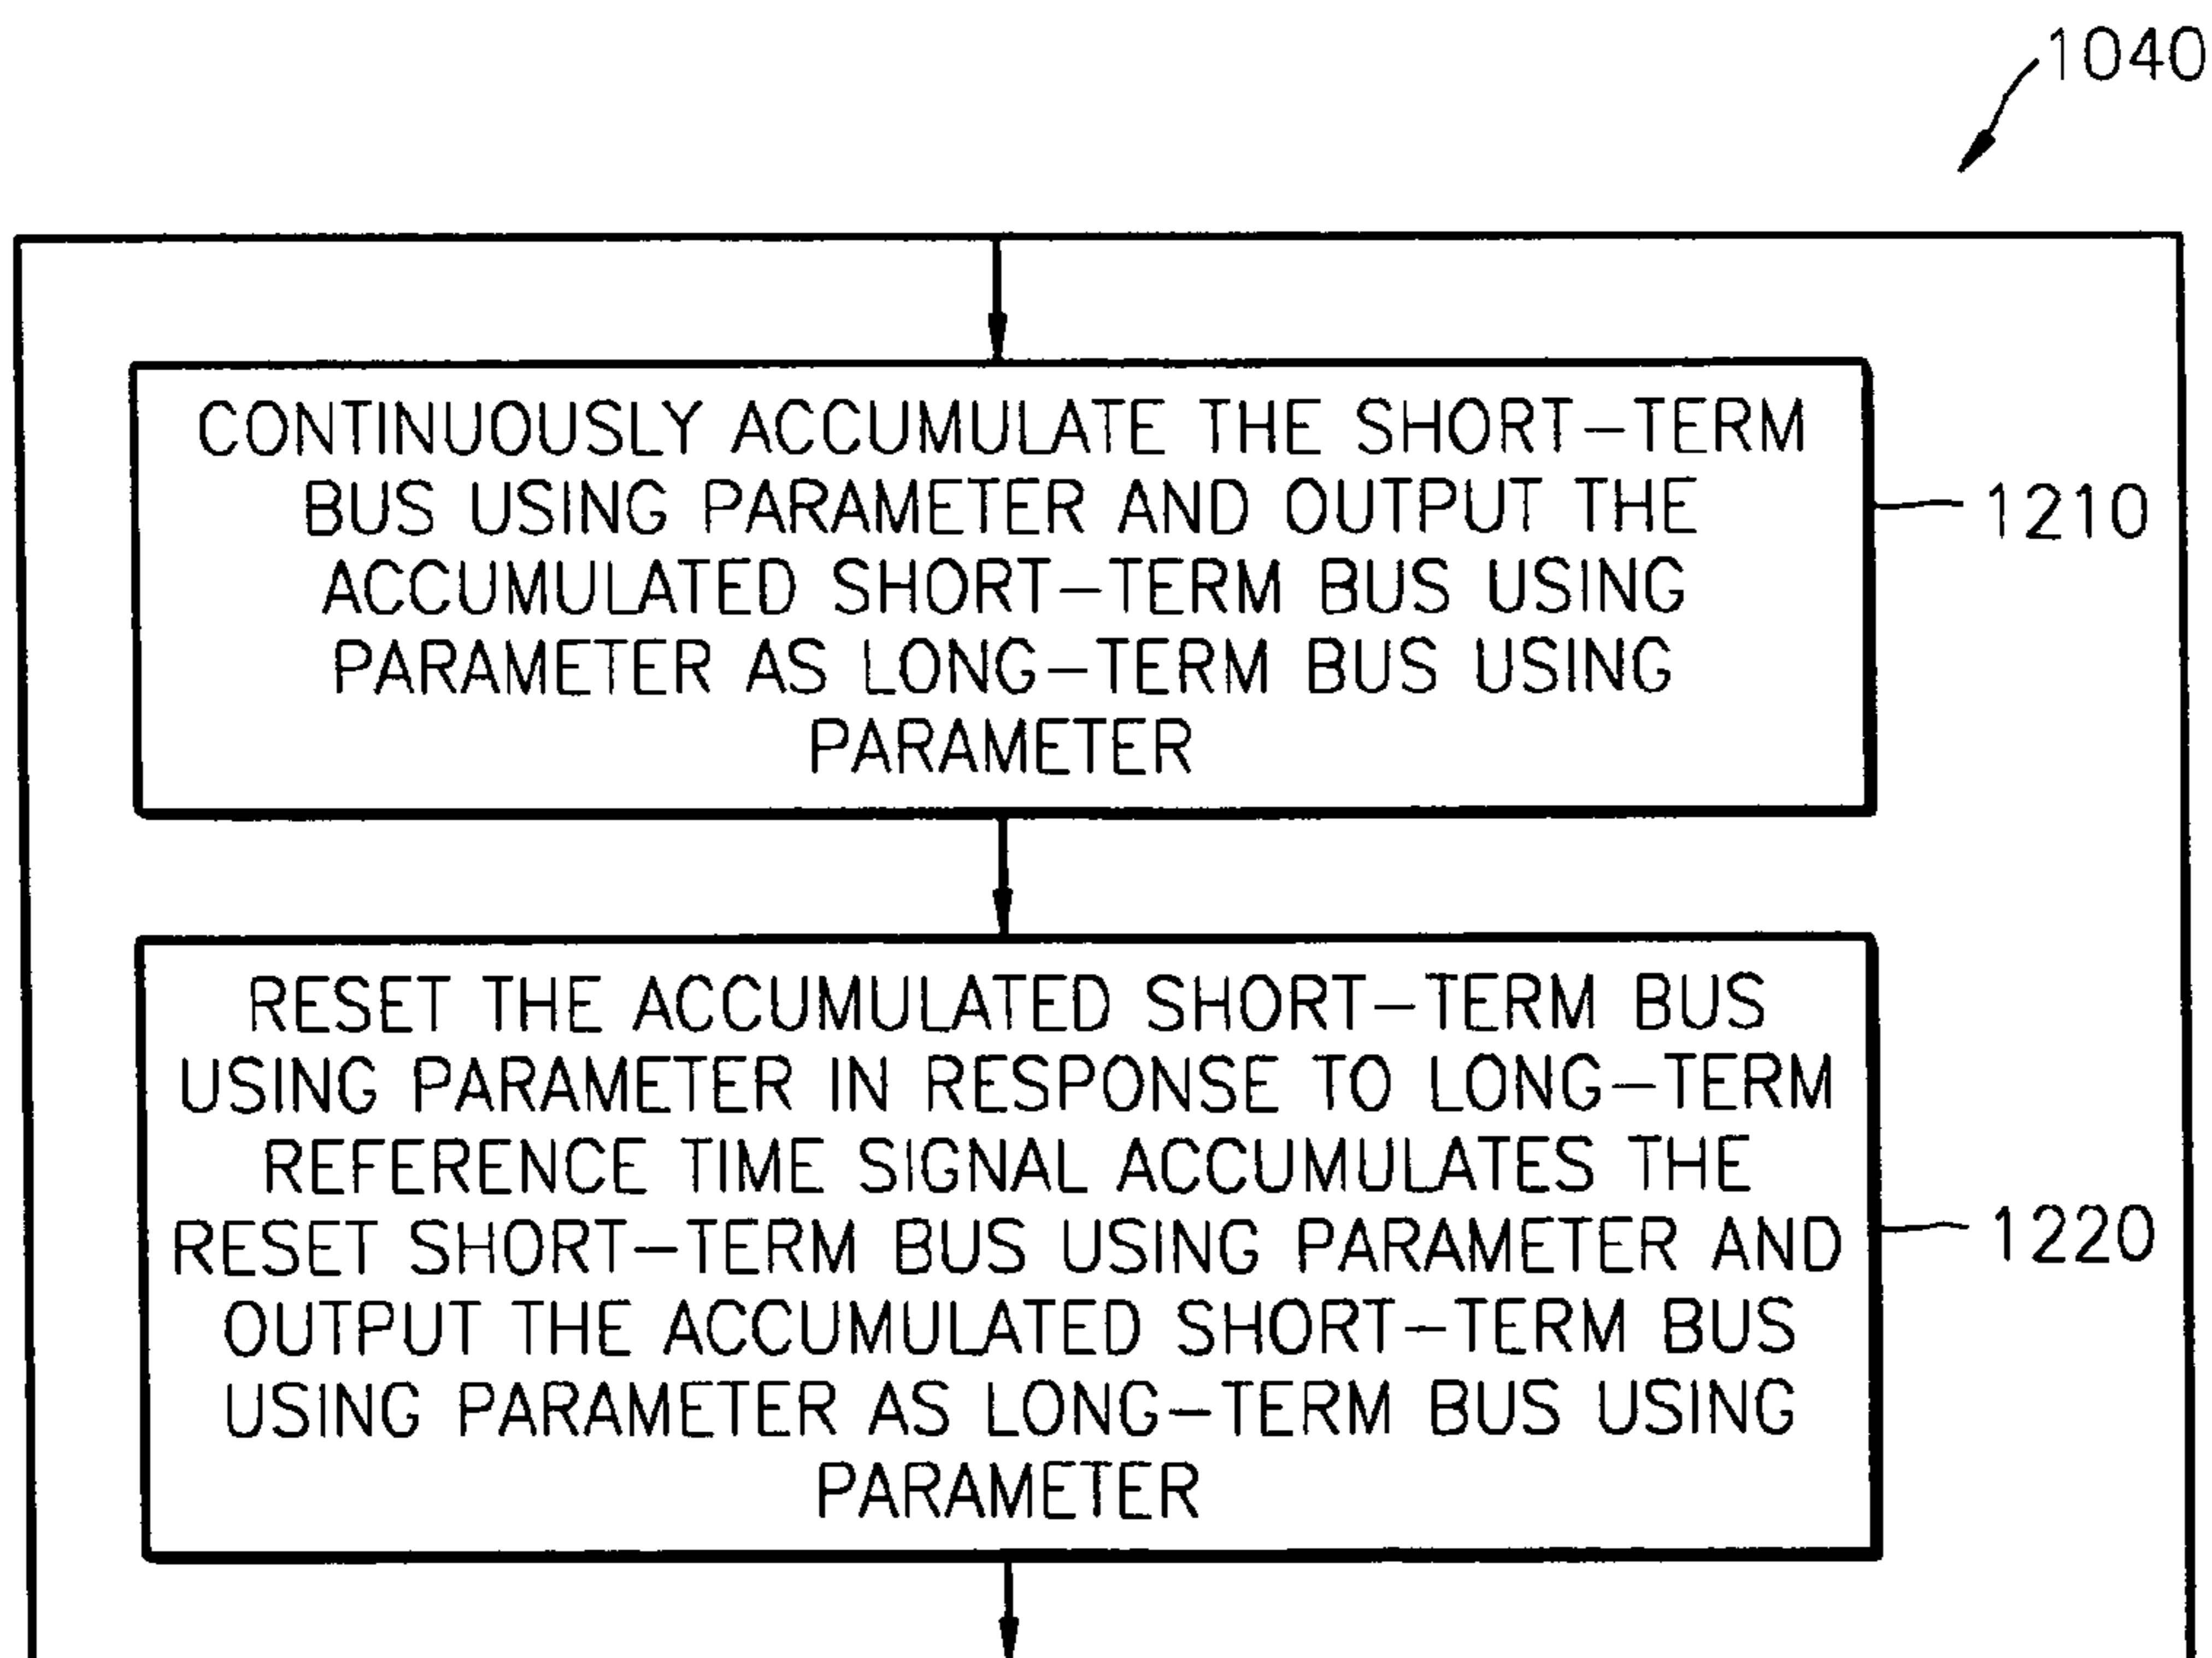 1040
CONTINUOUSLY ACCUMULATE THE SHORT-TERM
BUS USING PARAMETER AND OUTPUT THE
ACCUMULATED SHORT-TERM BUS USING
PARAMETER AS LONG-TERM BUS USING
PARAMETER
1210
RESET THE ACCUMULATED SHORT-TERM BUS
USING PARAMETER IN RESPONSE TO LONG-TERM
REFERENCE TIME SIGNAL ACCUMULATES THE
RESET SHORT-TERM BUS USING PARAMETER AND
OUTPUT THE ACCUMULATED SHORT-TERM BUS
USING PARAMETER AS LONG-TERM BUS USING
PARAMETER
1220